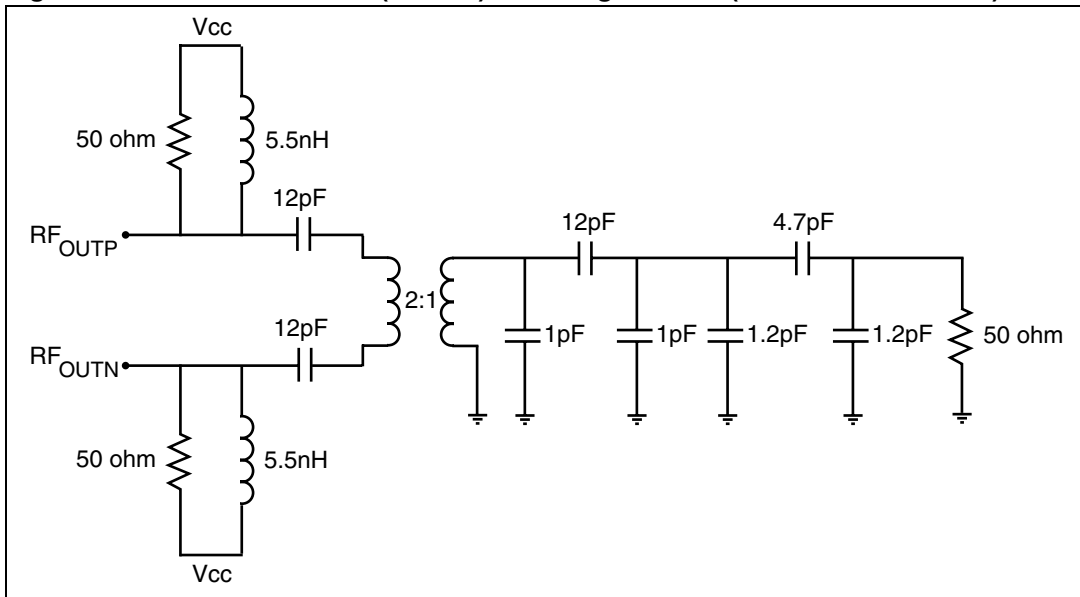 Vcc
50 ohm
5.5nH
12pF
RFOUTP
12pF
4.7pF
2:1
1pF
1pF
1.2pF
1.2pF
50 ohm
12pF
RFOUTN
50 ohm
5.5nH
Vcc